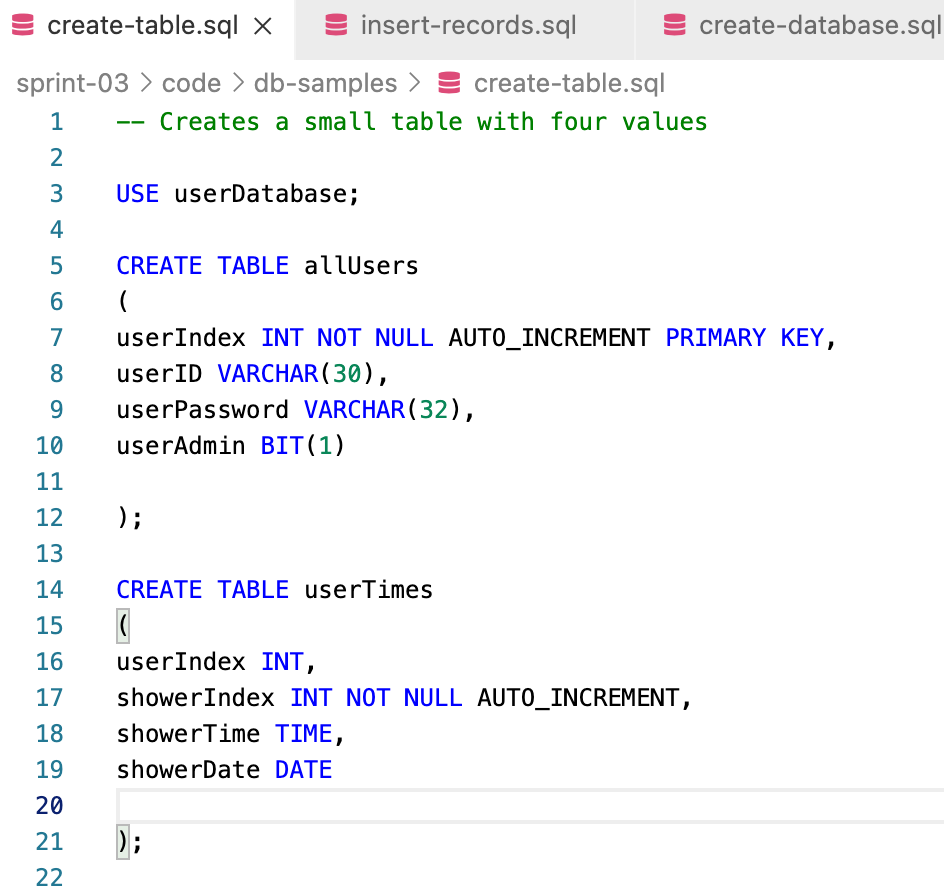 create-table.sql × insert-records.sql create-database.sql
sprint-03 > code > db-samples > create-table.sql
1 -- Creates a small table with four values
2
3 USE userDatabase;
4
5 CREATE TABLE allUsers
6 (
7 userIndex INT NOT NULL AUTO_INCREMENT PRIMARY KEY,
8 userID VARCHAR(30),
9 userPassword VARCHAR(32),
10 userAdmin BIT(1)
11
12 );
13
14 CREATE TABLE userTimes
15 (
16 userIndex INT,
17 showerIndex INT NOT NULL AUTO_INCREMENT,
18 showerTime TIME,
19 showerDate DATE
20
21 );
22